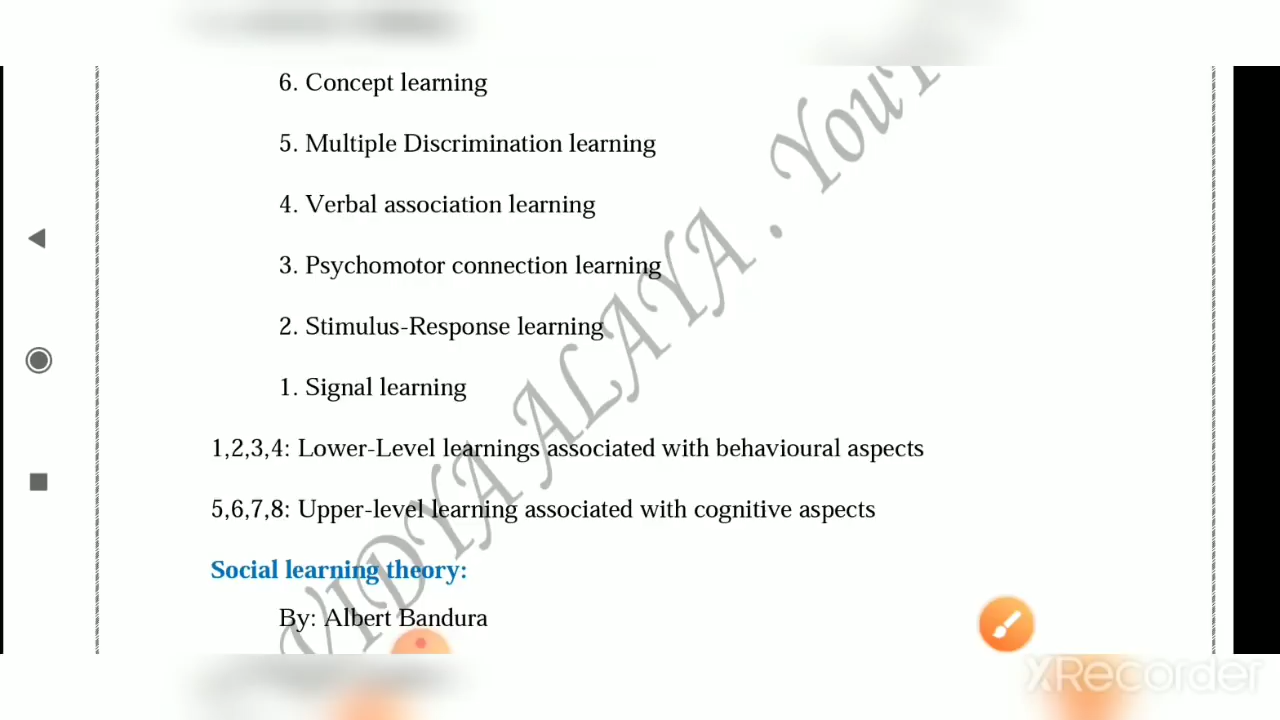 6. Concept learning
5. Multiple Discrimination learning
4. Verbal association learning
3. Psychomotor connection learning
2. Stimulus-Response learning
1. Signal learning
1,2,3,4: Lower-Level learnings associated with behavioural aspects
5,6,7,8: Upper-level learning associated with cognitive aspects
Social learning theory:
By: Albert Bandura
VIDYA ALAYA . YouT
XRecorder